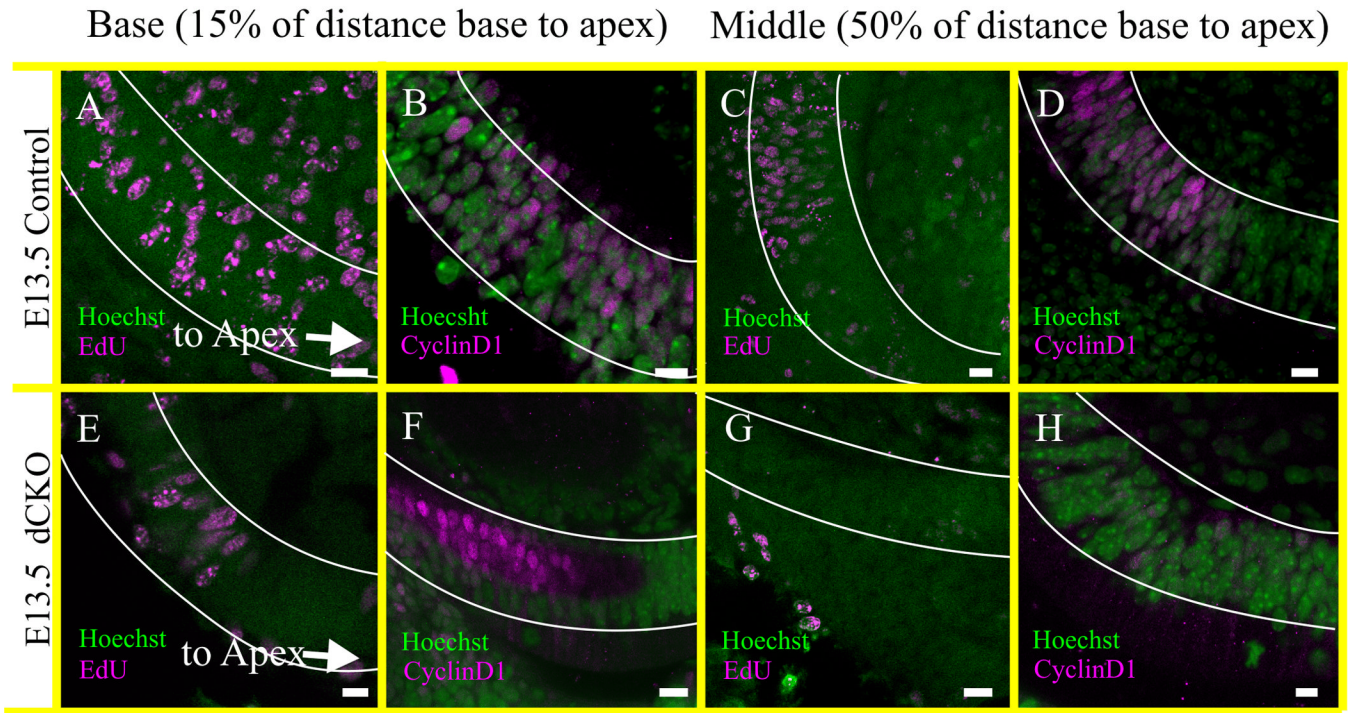 Base (15% of distance base to apex)
Middle (50% of distance base to apex)
E13.5 Control
A
Hoechst
EdU
to Apex
B
Hoecsht
CyclinD1
C
Hoechst
EdU
D
Hoechst
CyclinD1
E13.5 dCKO
E
Hoechst
EdU
to Apex
F
Hoechst
CyclinD1
G
Hoechst
EdU
H
Hoechst
CyclinD1